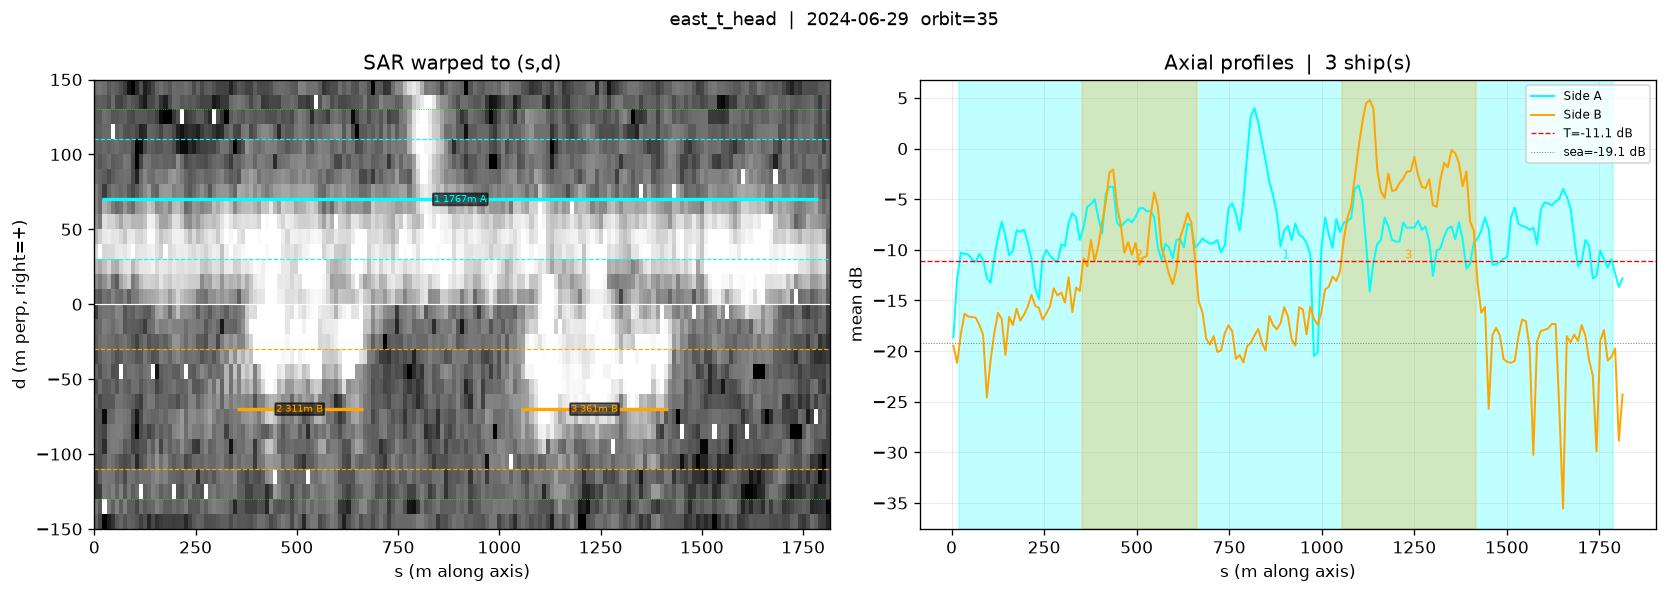 east_t_head | 2024-06-29 orbit=35
SAR warped to (s,d)
150
100
50
0
−50
−100
−150
d (m perp, right=+)
1 1767m A
2 311m B
3 361m B
0
250
500
750
1000
1250
1500
1750
s (m along axis)
Axial profiles | 3 ship(s)
5
0
−5
−10
−15
−20
−25
−30
−35
mean dB
Side A
Side B
T=-11.1 dB
sea=-19.1 dB
2
1
3
0
250
500
750
1000
1250
1500
1750
s (m along axis)